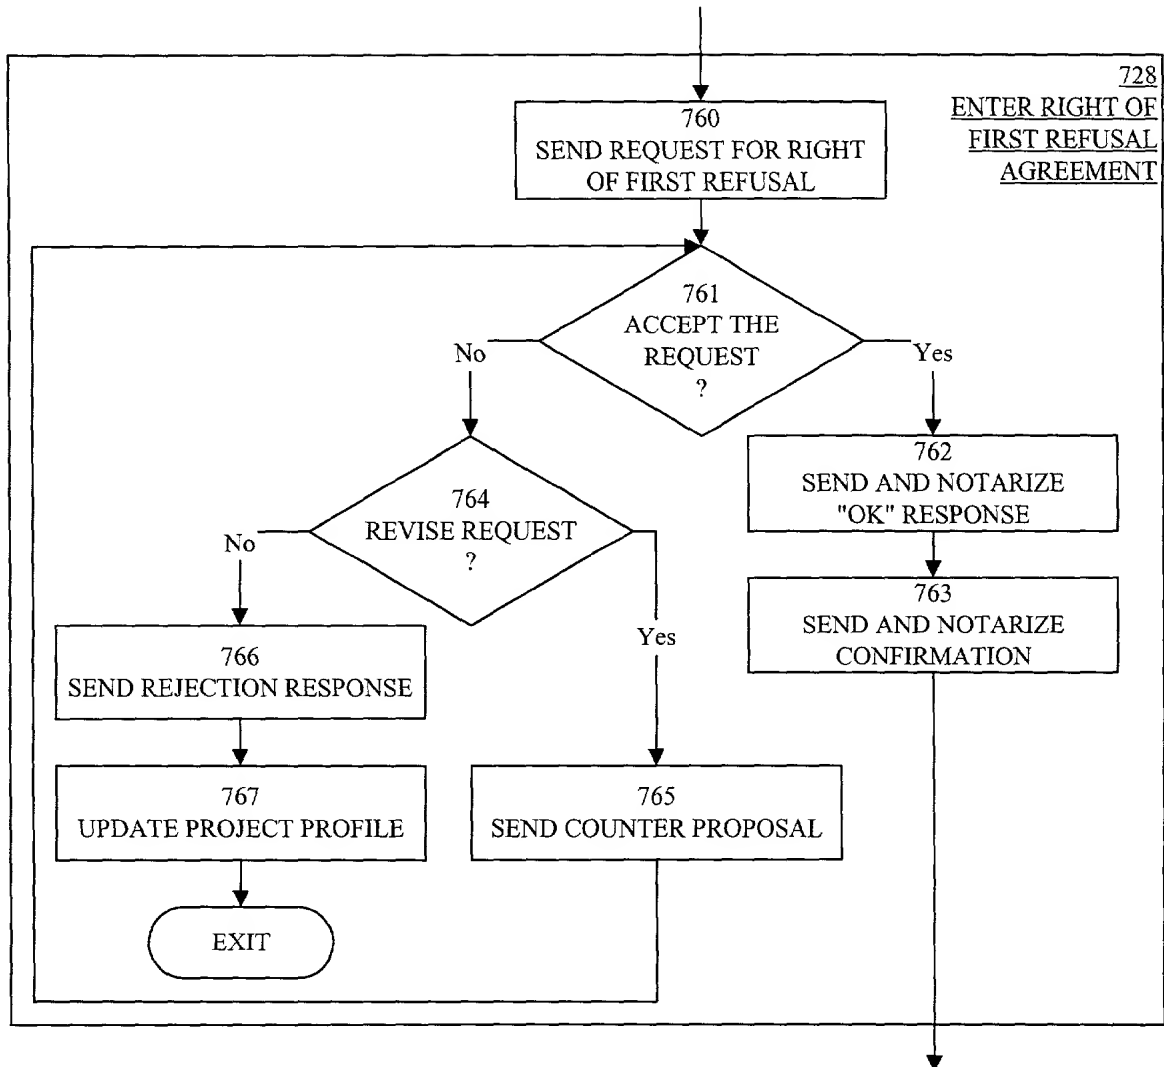 728
ENTER RIGHT OF
FIRST REFUSAL
AGREEMENT
760
SEND REQUEST FOR RIGHT
OF FIRST REFUSAL
761
ACCEPT THE
REQUEST
?
No
Yes
762
SEND AND NOTARIZE
"OK" RESPONSE
763
SEND AND NOTARIZE
CONFIRMATION
764
REVISE REQUEST
?
No
Yes
766
SEND REJECTION RESPONSE
767
UPDATE PROJECT PROFILE
765
SEND COUNTER PROPOSAL
EXIT